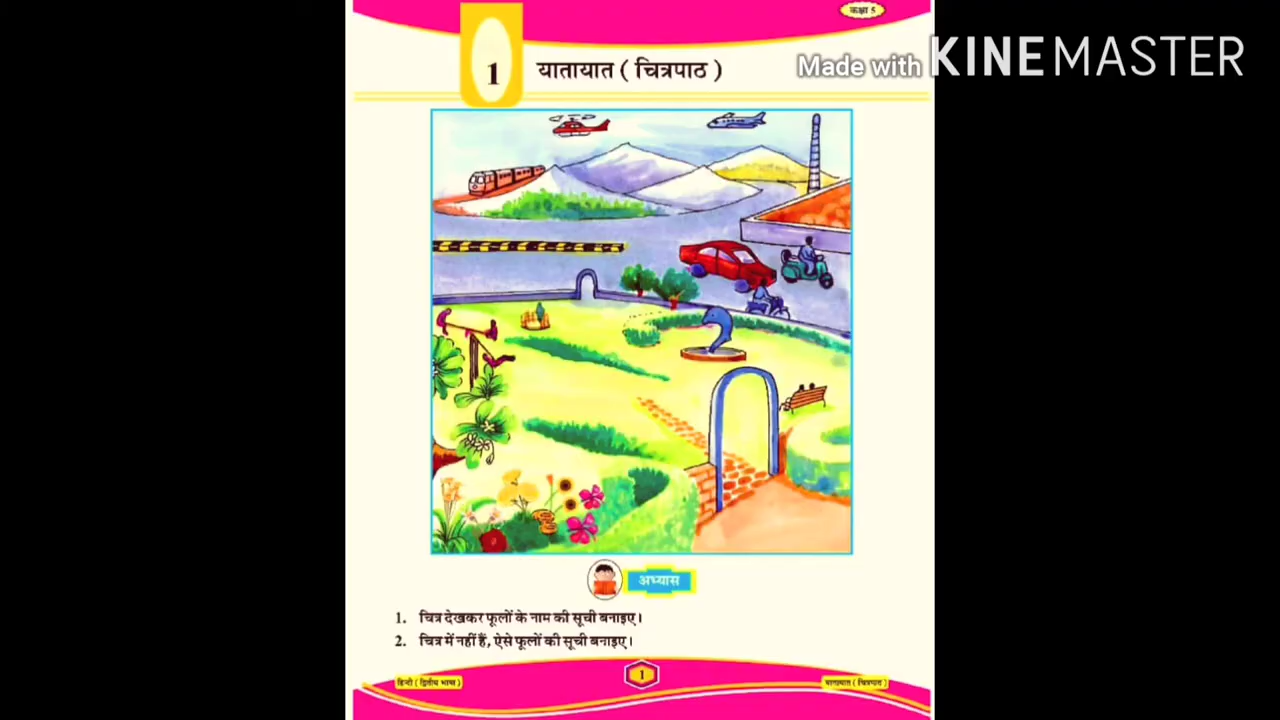 कक्षा 5
1 यातायात ( चित्रपाठ )
Made with KINEMASTER
अभ्यास
1. चित्र देखकर फूलों के नाम की सूची बनाइए।
2. चित्र में नहीं हैं, ऐसे फूलों की सूची बनाइए।
हिन्दी ( द्वितीय भाषा ) 1 यातायात ( चित्रपाठ )